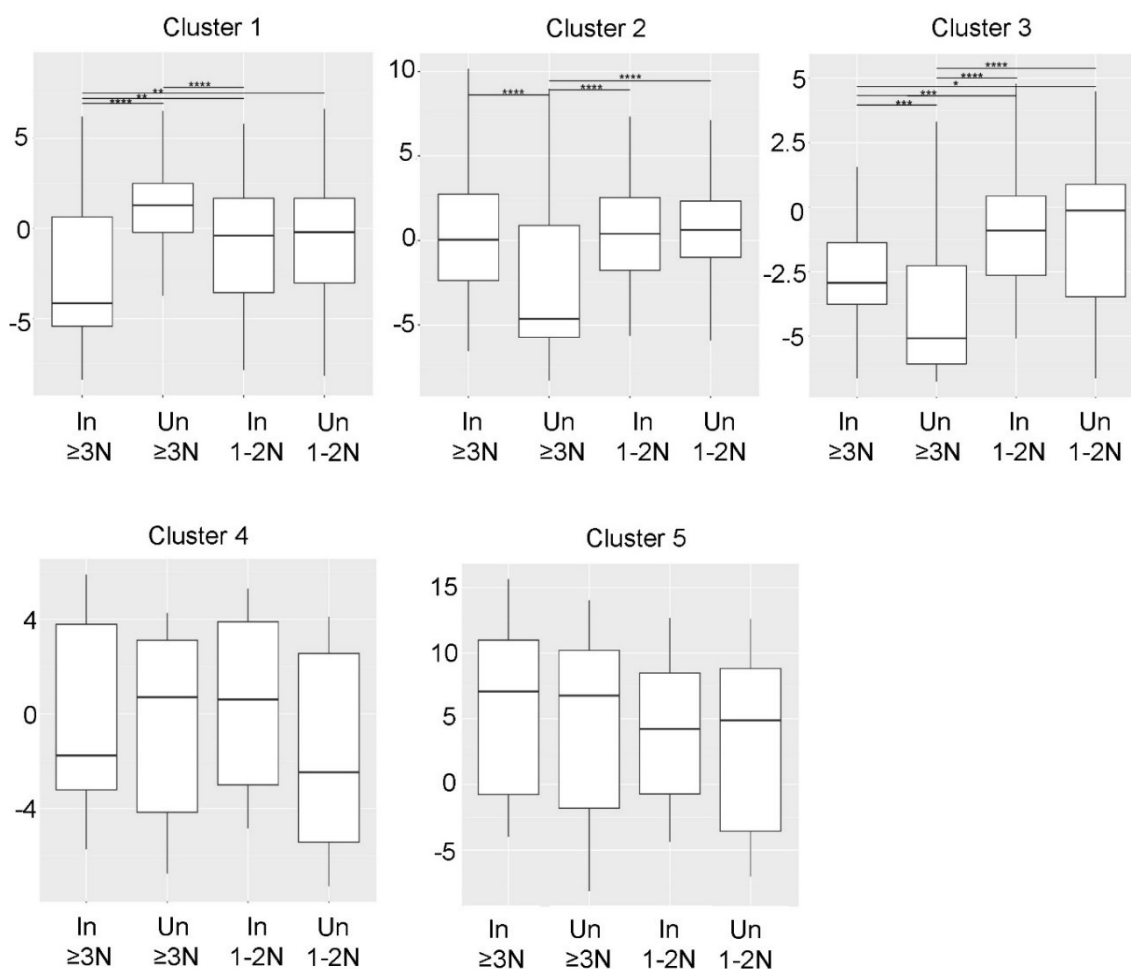 Cluster 1
Cluster 2
Cluster 3
5
0
-5
****
**
**
****
In
≥3N
Un
≥3N
In
1-2N
Un
1-2N
10
5
0
-5
****
****
****
In
≥3N
Un
≥3N
In
1-2N
Un
1-2N
5
2.5
0
-2.5
-5
****
****
*
***
***
In
≥3N
Un
≥3N
In
1-2N
Un
1-2N
Cluster 4
Cluster 5
4
0
-4
In
≥3N
Un
≥3N
In
1-2N
Un
1-2N
15
10
5
0
-5
In
≥3N
Un
≥3N
In
1-2N
Un
1-2N